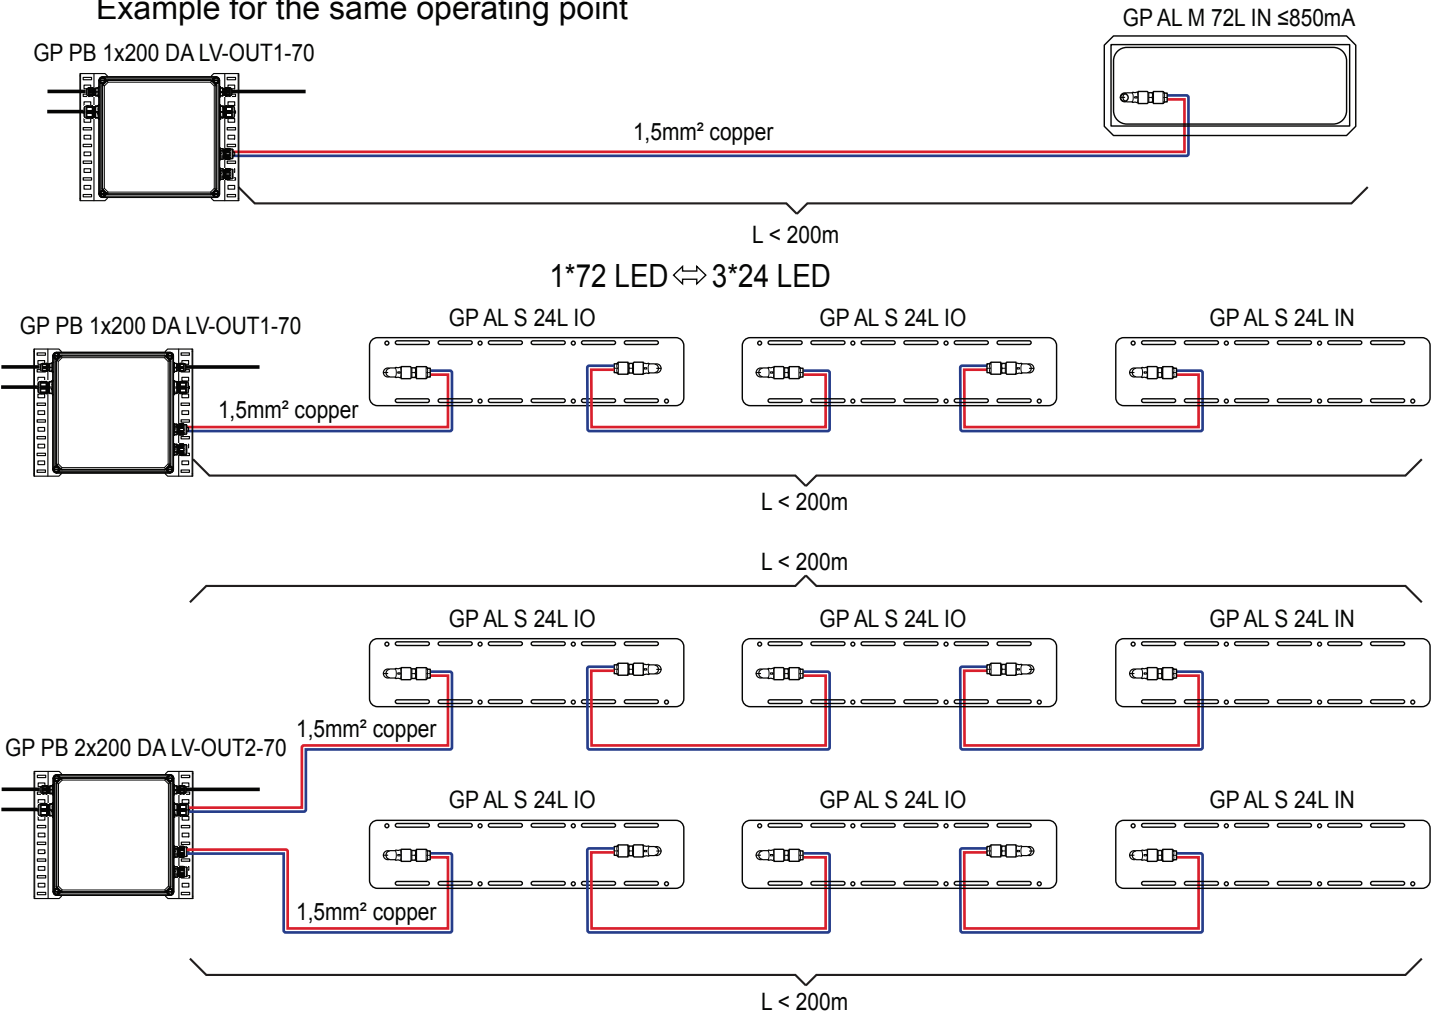 Example for the same operating point
GP AL M 72L IN ≤850mA
GP PB 1x200 DA LV-OUT1-70
1,5mm² copper
L < 200m
1*72 LED ⇔ 3*24 LED
GP PB 1x200 DA LV-OUT1-70
GP AL S 24L IO
GP AL S 24L IO
GP AL S 24L IN
1,5mm² copper
L < 200m
L < 200m
GP AL S 24L IO
GP AL S 24L IO
GP AL S 24L IN
1,5mm² copper
GP PB 2x200 DA LV-OUT2-70
GP AL S 24L IO
GP AL S 24L IO
GP AL S 24L IN
1,5mm² copper
L < 200m